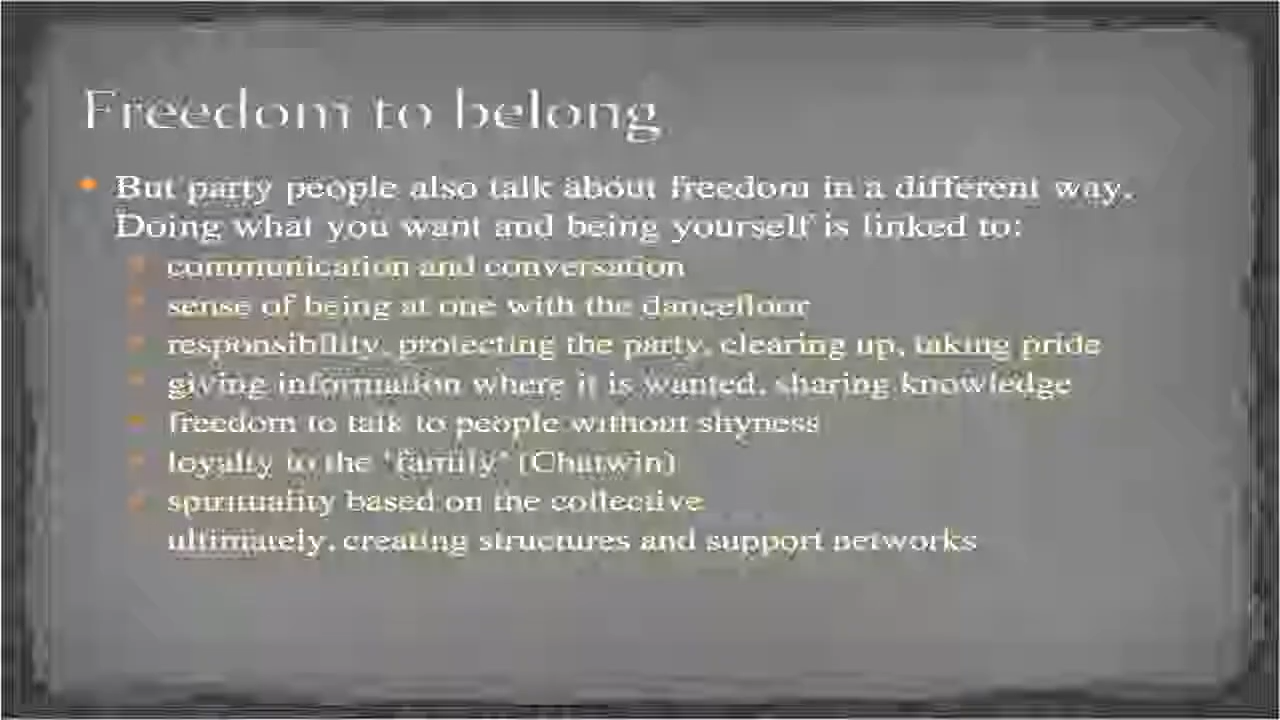 Freedom to belong
But party people also talk about freedom in a different way.
Doing what you want and being yourself is linked to:
communication and conversation
sense of being at one with the dancefloor
responsibility, protecting the party, clearing up, taking pride
giving information where it is wanted, sharing knowledge
freedom to talk to people without shyness
loyalty to the 'family' (Chatwin)
spirituality based on the collective
ultimately, creating structures and support networks